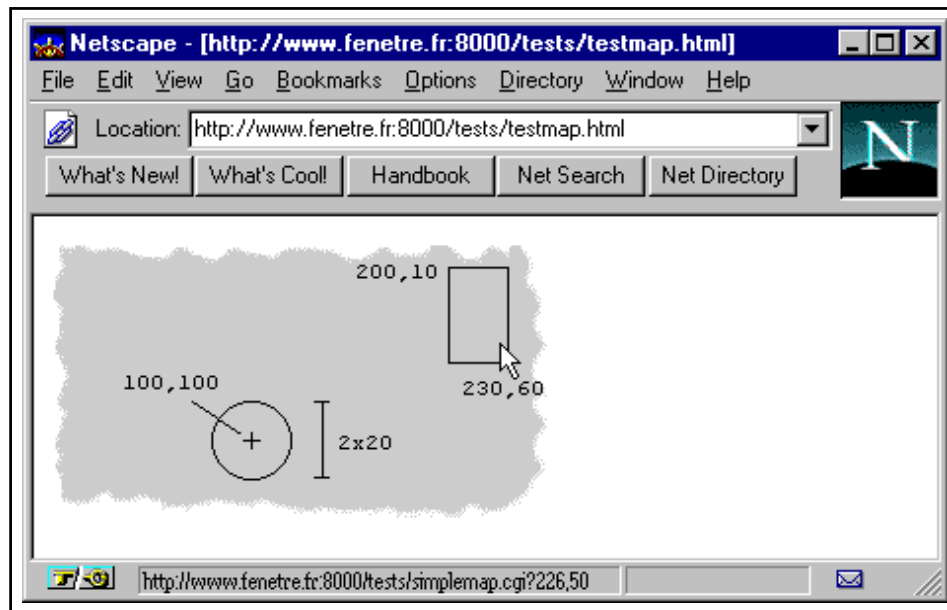 Netscape - [http://www.fenetre.fr:8000/tests/testmap.html]
File Edit View Go Bookmarks Options Directory Window Help
Location: http://www.fenetre.fr:8000/tests/testmap.html
N
What's New! What's Cool! Handbook Net Search Net Directory
200,10
100,100
230,60
2x20
http://www.fenetre.fr:8000/tests/simplemap.cgi?226,50